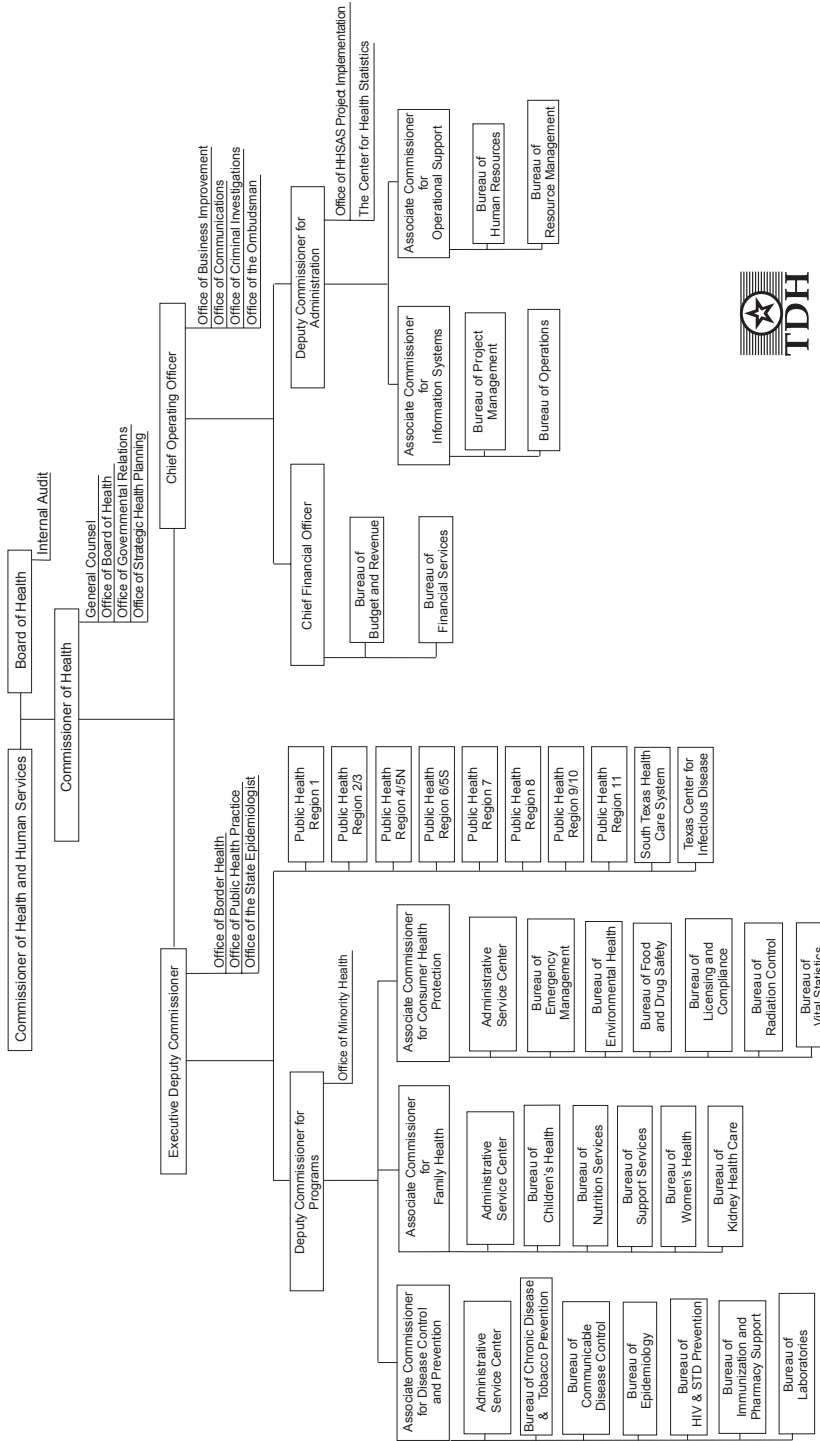 Commissioner of Health and Human Services
Board of Health
Internal Audit
Commissioner of Health
General Counsel
Office of Board of Health
Office of Governmental Relations
Office of Strategic Health Planning
Executive Deputy Commissioner
Office of Border Health
Office of Public Health Practice
Office of the State Epidemiologist
Chief Operating Officer
Office of Business Improvement
Office of Communications
Office of Criminal Investigations
Office of the Ombudsman
Deputy Commissioner for
Programs
Office of Minority Health
Associate Commissioner
for Disease Control
and Prevention
Administrative
Service Center
Bureau of Chronic Disease
& Tobacco Prevention
Bureau of
Communicable
Disease Control
Bureau of
Epidemiology
Bureau of
HIV & STD Prevention
Bureau of
Immunization and
Pharmacy Support
Bureau of
Laboratories
Associate Commissioner
for
Family Health
Administrative
Service Center
Bureau of
Children's Health
Bureau of
Nutrition Services
Bureau of
Support Services
Bureau of
Women's Health
Bureau of
Kidney Health Care
Associate Commissioner
for Consumer Health
Protection
Administrative
Service Center
Bureau of
Emergency
Management
Bureau of
Environmental Health
Bureau of Food
and Drug Safety
Bureau of
Licensing and
Compliance
Bureau of
Radiation Control
Bureau of
Vital Statistics
Public Health
Region 1
Public Health
Region 2/3
Public Health
Region 4/5N
Public Health
Region 6/5S
Public Health
Region 7
Public Health
Region 8
Public Health
Region 9/10
Public Health
Region 11
South Texas Health
Care System
Texas Center for
Infectious Disease
Chief Financial Officer
Bureau of
Budget and Revenue
Bureau of
Financial Services
Deputy Commissioner for
Administration
Office of HHSAS Project Implementation
The Center for Health Statistics
Associate Commissioner
for
Information Systems
Bureau of Project
Management
Bureau of Operations
Associate Commissioner
for
Operational Support
Bureau of
Human Resources
Bureau of
Resource Management
TDH